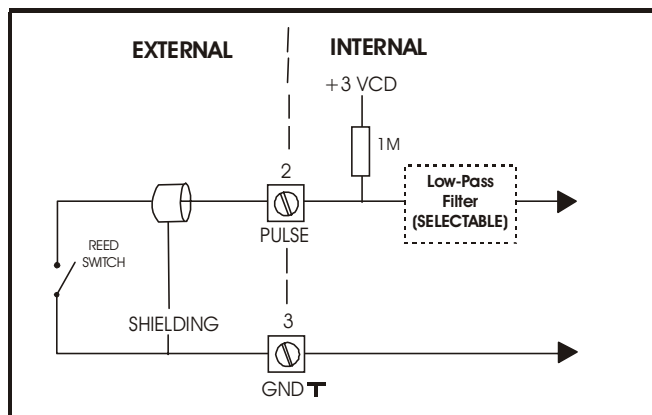 EXTERNAL
INTERNAL
+3 VCD
1M
2
Low-Pass
Filter
(SELECTABLE)
PULSE
REED
SWITCH
SHIELDING
3
GND